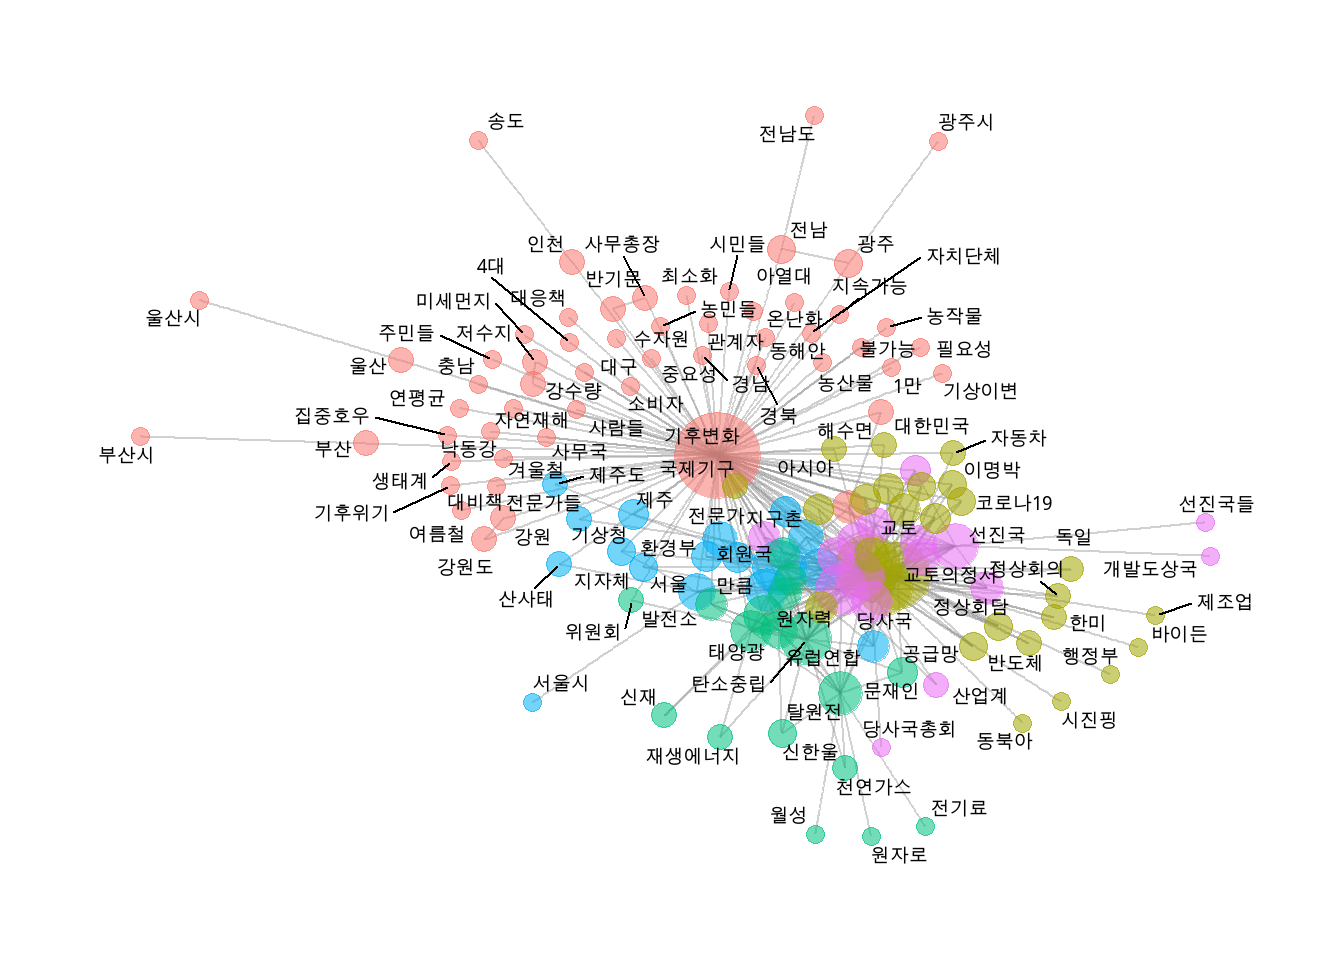 송도
전남도
광주시
인천
사무총장
시민들
전남
광주
자치단체
4대
반기문
최소화
아열대
지속가능
미세먼지
대응책
농민들
온난화
농작물
울산시
주민들
저수지
수자원
관계자
동해안
불가능
필요성
울산
충남
대구
중요성
경남
농산물
1만
기상이변
연평균
강수량
소비자
경북
집중호우
자연재해
사람들
기후변화
해수면
대한민국
자동차
부산시
부산
낙동강
사무국
국제기구
아시아
이명박
생태계
겨울철
제주도
기후위기
대비책
전문가들
제주
전문가
지구촌
코로나19
선진국들
여름철
강원
기상청
환경부
회원국
교토
선진국
독일
강원도
지자체
서울
만큼
교토의정서
정상회의
개발도상국
산사태
위원회
발전소
원자력
당사국
정상회담
한미
제조업
바이든
태양광
유럽연합
공급망
반도체
행정부
서울시
신재
탄소중립
문재인
산업계
탈원전
당사국총회
동북아
시진핑
재생에너지
신한울
천연가스
월성
전기료
원자로